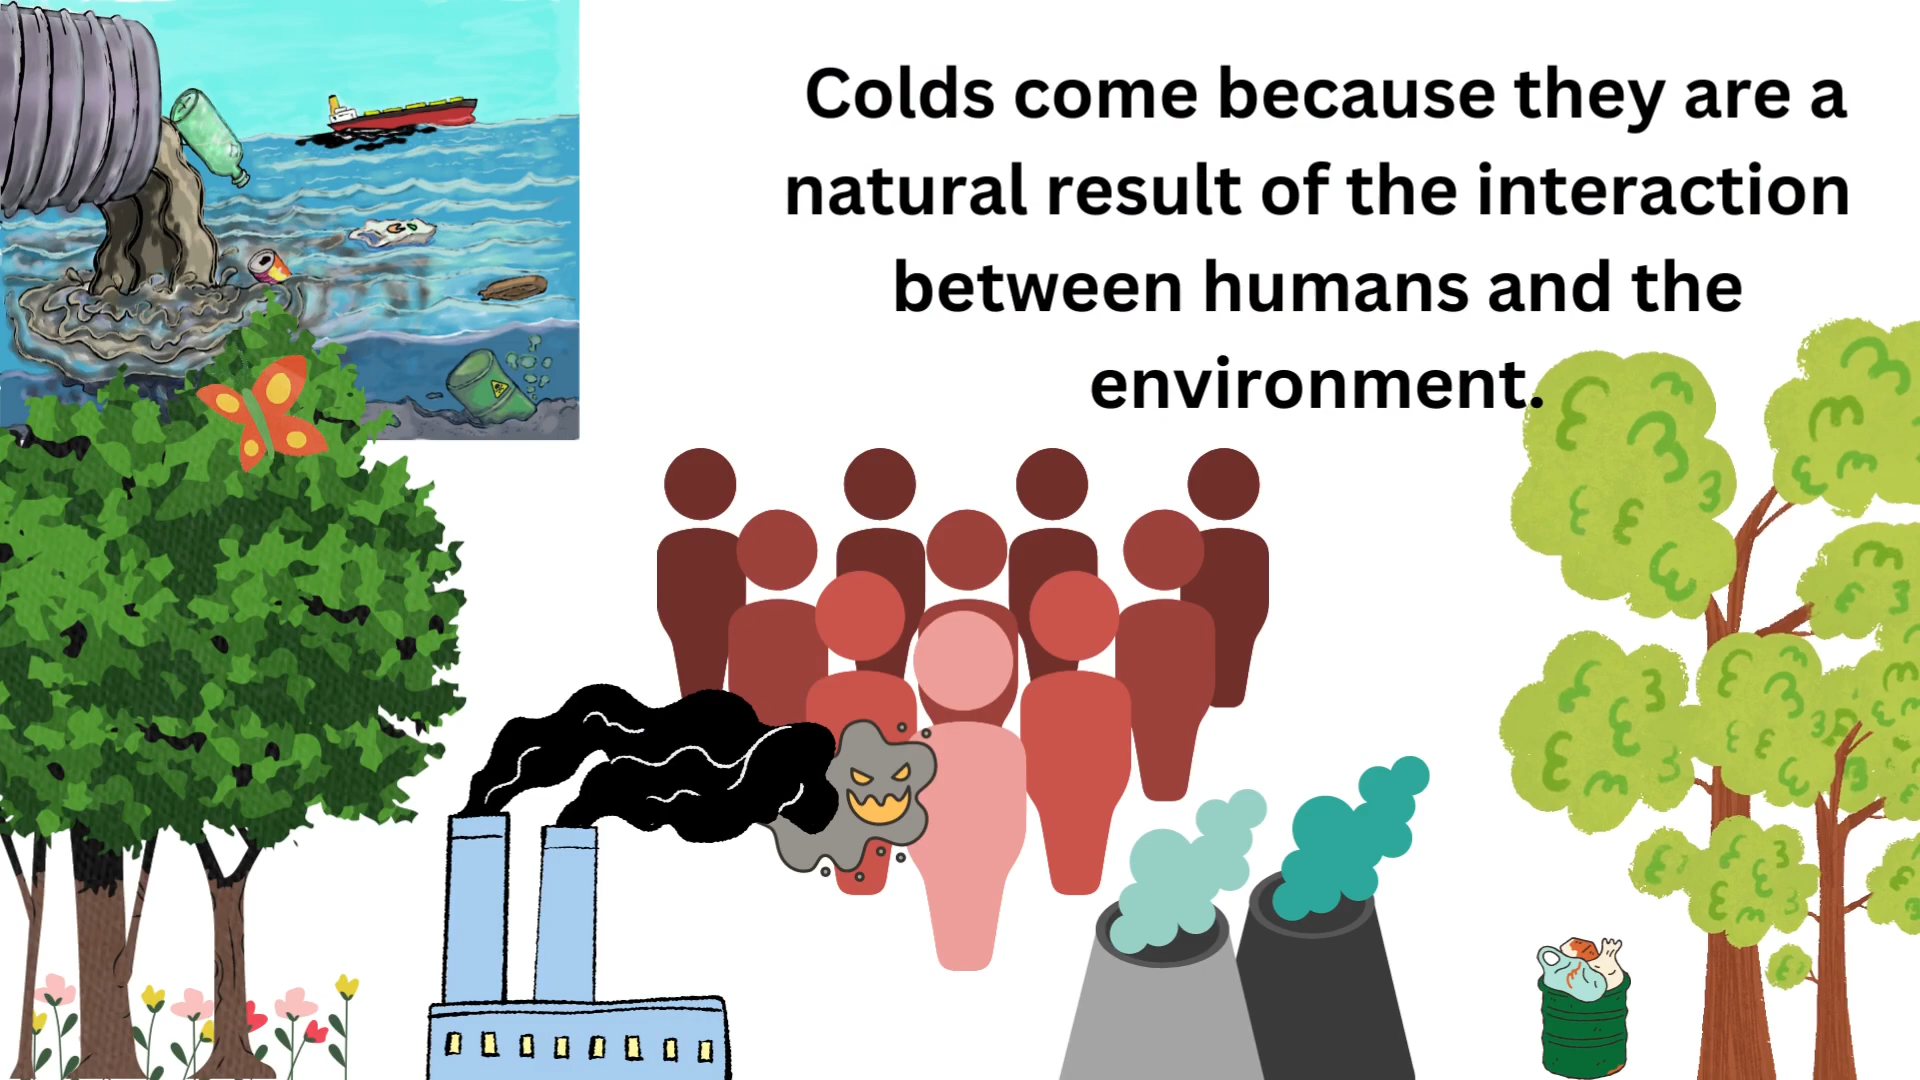 Colds come because they are a
natural result of the interaction
between humans and the
environment.